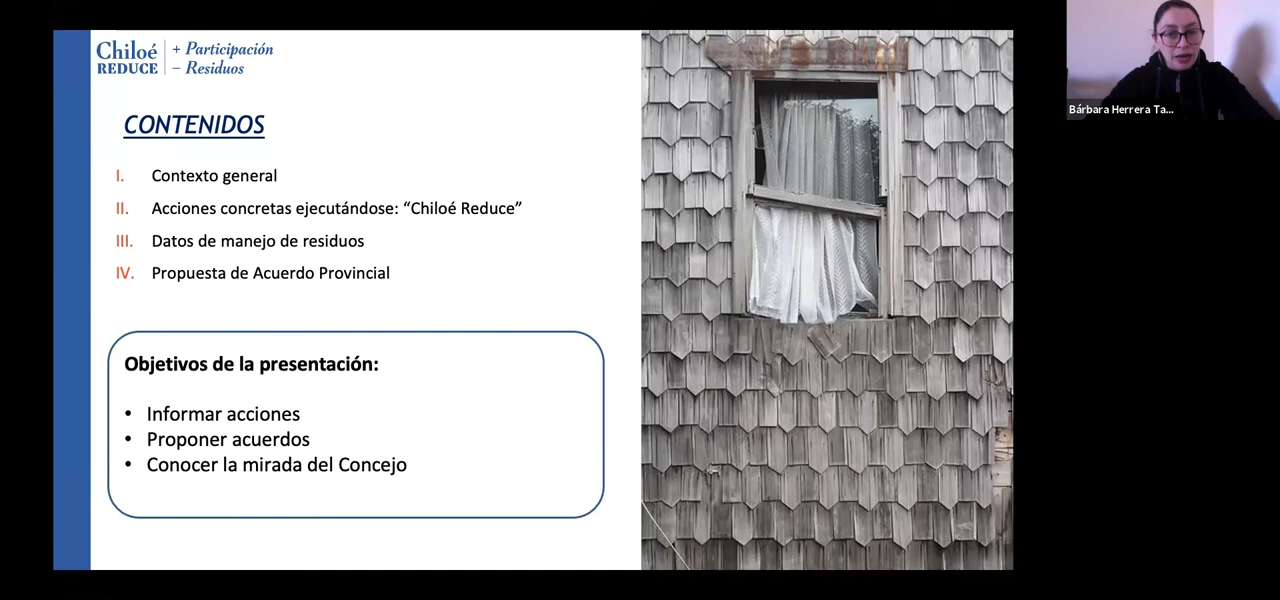 Chiloé
REDUCE
+ Participación
– Residuos
CONTENIDOS
I. Contexto general
II. Acciones concretas ejecutándose: “Chiloé Reduce”
III. Datos de manejo de residuos
IV. Propuesta de Acuerdo Provincial
Objetivos de la presentación:
• Informar acciones
• Proponer acuerdos
• Conocer la mirada del Concejo
Bárbara Herrera Ta...